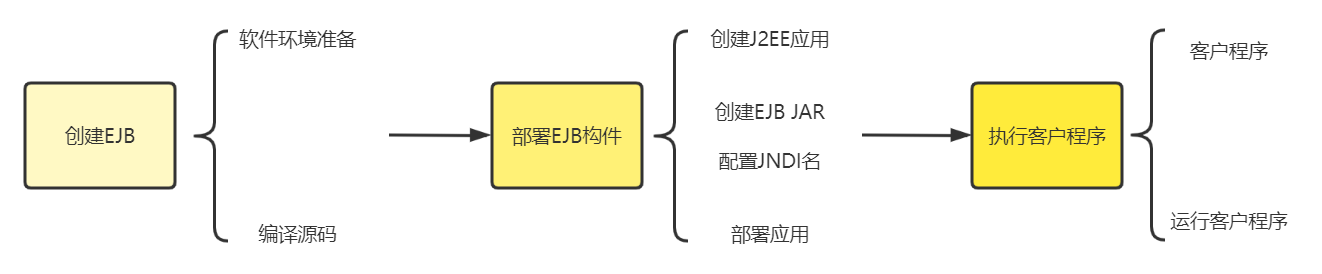 创建EJB
软件环境准备
编译源码
部署EJB构件
创建J2EE应用
创建EJB JAR
配置JNDI名
部署应用
执行客户程序
客户程序
运行客户程序